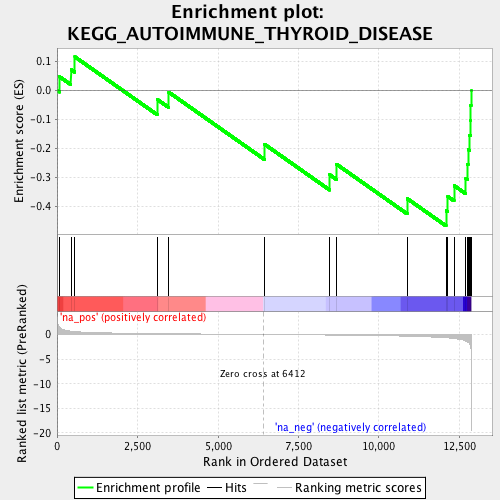 Enrichment plot:
KEGG_AUTOIMMUNE_THYROID_DISEASE
Enrichment score (ES)
0.1
0.0
-0.1
-0.2
-0.3
-0.4
'na_pos' (positively correlated)
Ranked list metric (PreRanked)
0
-5
-10
-15
-20
Zero cross at 6412
'na_neg' (negatively correlated)
0
2,500
5,000
7,500
10,000
12,500
Rank in Ordered Dataset
Enrichment profile
Hits
Ranking metric scores